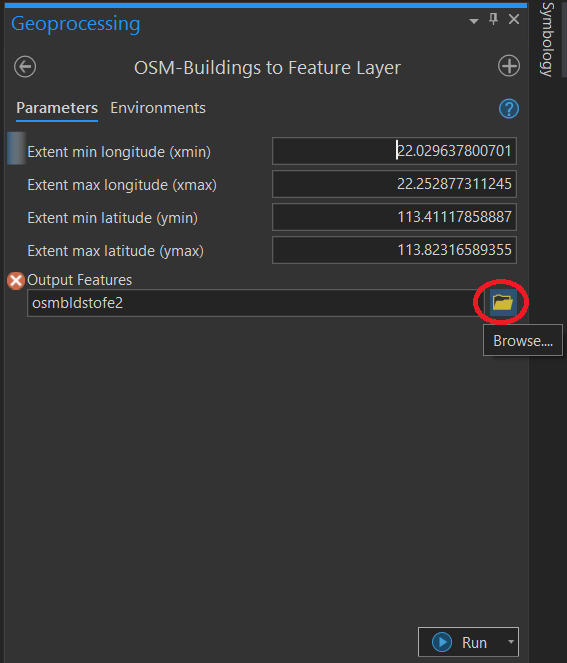 Geoprocessing
Symbology
OSM-Buildings to Feature Layer
Parameters Environments
?
Extent min longitude (xmin) 22.029637800701
Extent max longitude (xmax) 22.252877311245
Extent min latitude (ymin) 113.41117858887
Extent max latitude (ymax) 113.82316589355
Output Features
osmbldstofe2
Browse....
Run